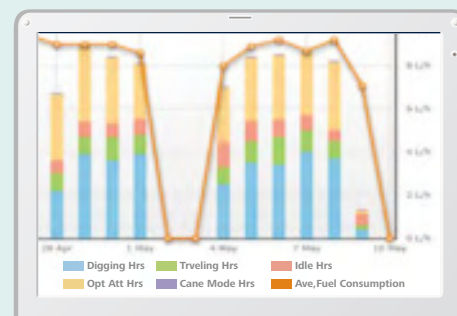 8 L/h
6 L/h
4 L/h
2 L/h
0 L/h
28 Apr 1 May 4 May 7 May 10 May
Digging Hrs Trveling Hrs Idle Hrs
Opt Att Hrs Cane Mode Hrs Ave,Fuel Consumption